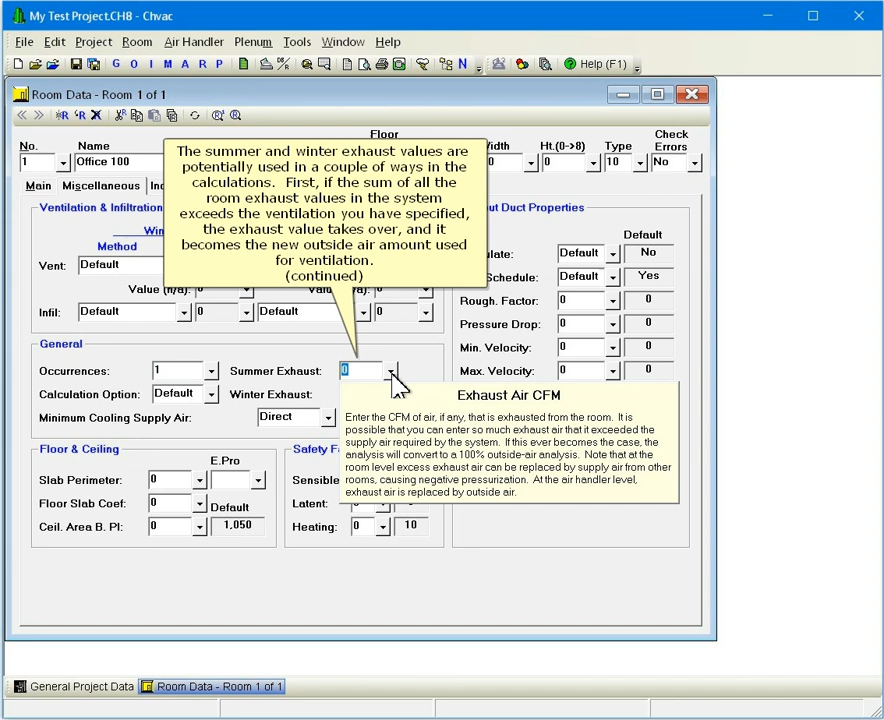 My Test Project.CH8 - Chvac
File Edit Project Room Air Handler Plenum Tools Window Help
G O I M A R P N Help (F1)
Room Data - Room 1 of 1
Floor
Check
No. Name Width Ht.(0->8) Type Errors
1 Office 100 0 0 10 No
The summer and winter exhaust values are
potentially used in a couple of ways in the
calculations. First, if the sum of all the
room exhaust values in the system
exceeds the ventilation you have specified,
the exhaust value takes over, and it
becomes the new outside air amount used
for ventilation.
(continued)
Main Miscellaneous
Ventilation & Infiltration
Method
Vent: Default
Infil: Default 0 Default 0
General
Occurrences: 1 Summer Exhaust: 0
Calculation Option: Default Winter Exhaust:
Minimum Cooling Supply Air: Direct
Floor & Ceiling
E.Pro
Slab Perimeter: 0
Floor Slab Coef: 0 Default
Ceil. Area B. Pl: 0 1,050
Sensible
Latent:
Heating: 0 10
Duct Properties
Default
Default No
Schedule: Default Yes
Rough. Factor: 0 0
Pressure Drop: 0 0
Min. Velocity: 0 0
Max. Velocity: 0 0
Exhaust Air CFM
Enter the CFM of air, if any, that is exhausted from the room. It is
possible that you can enter so much exhaust air that it exceeded the
supply air required by the system. If this ever becomes the case, the
analysis will convert to a 100% outside-air analysis. Note that at the
room level excess exhaust air can be replaced by supply air from other
rooms, causing negative pressurization. At the air handler level,
exhaust air is replaced by outside air.
General Project Data Room Data - Room 1 of 1